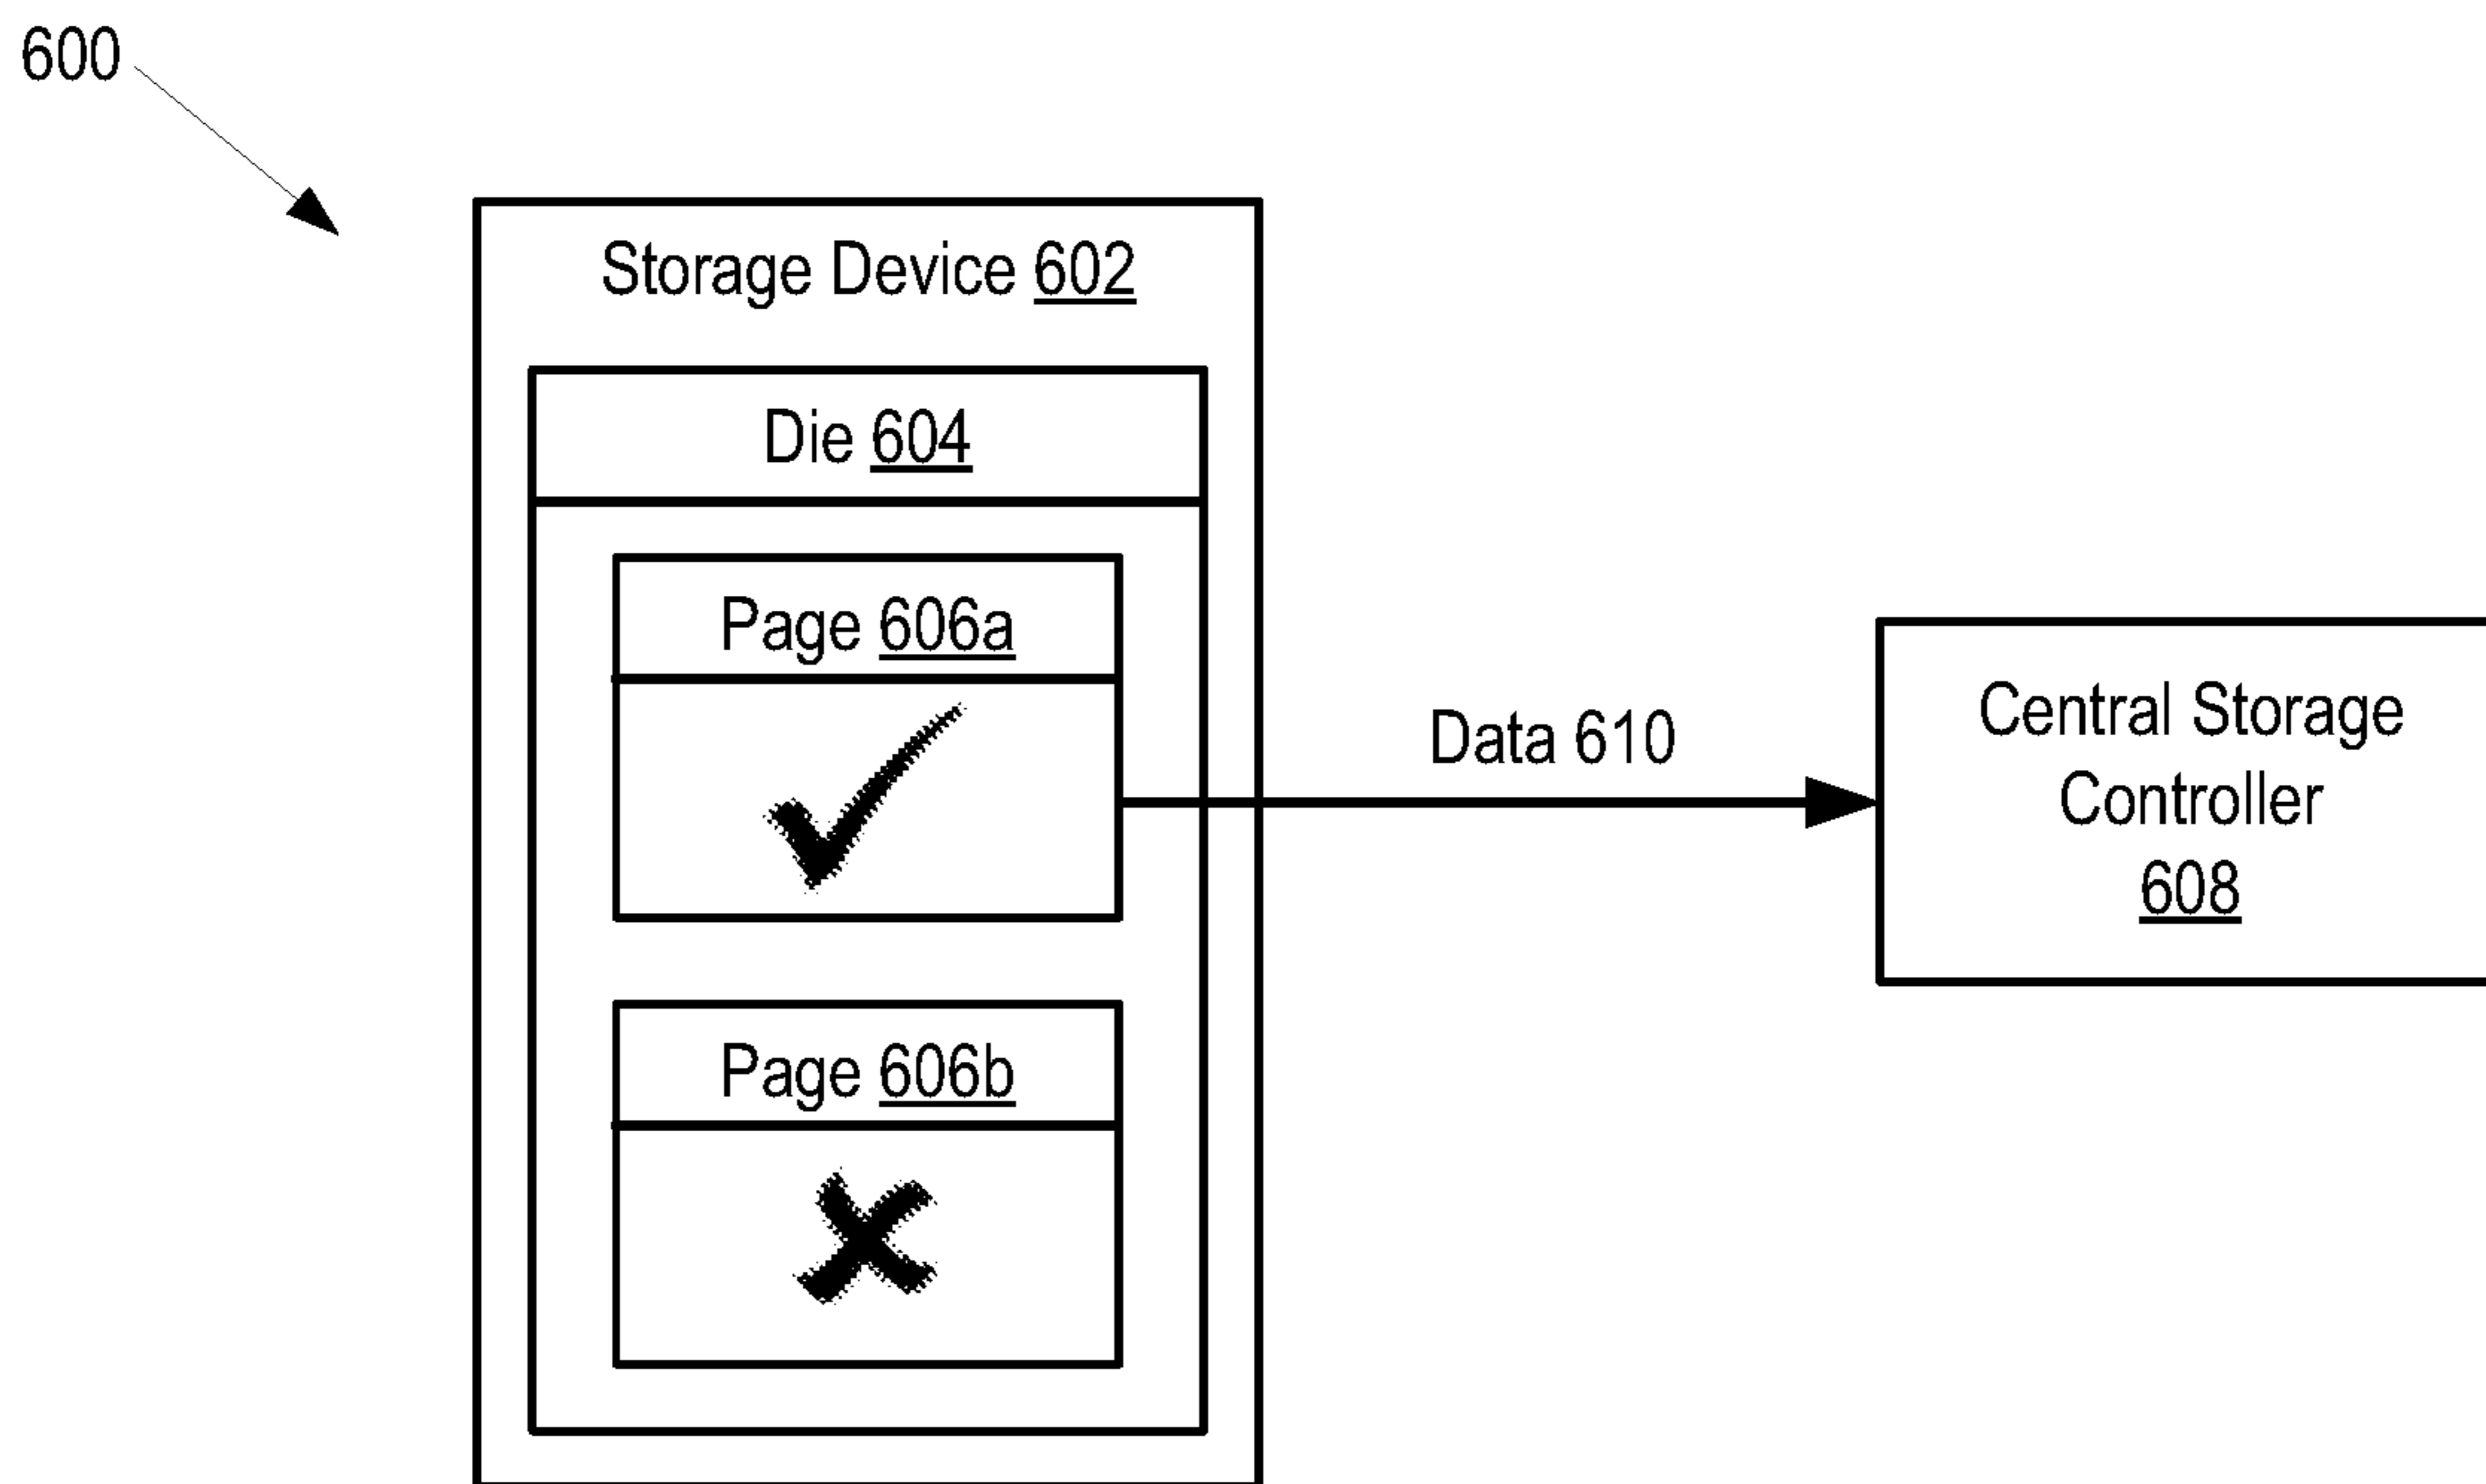 600
Storage Device 602
Die 604
Page 606a
Data 610
Central Storage
Controller
608
Page 606b